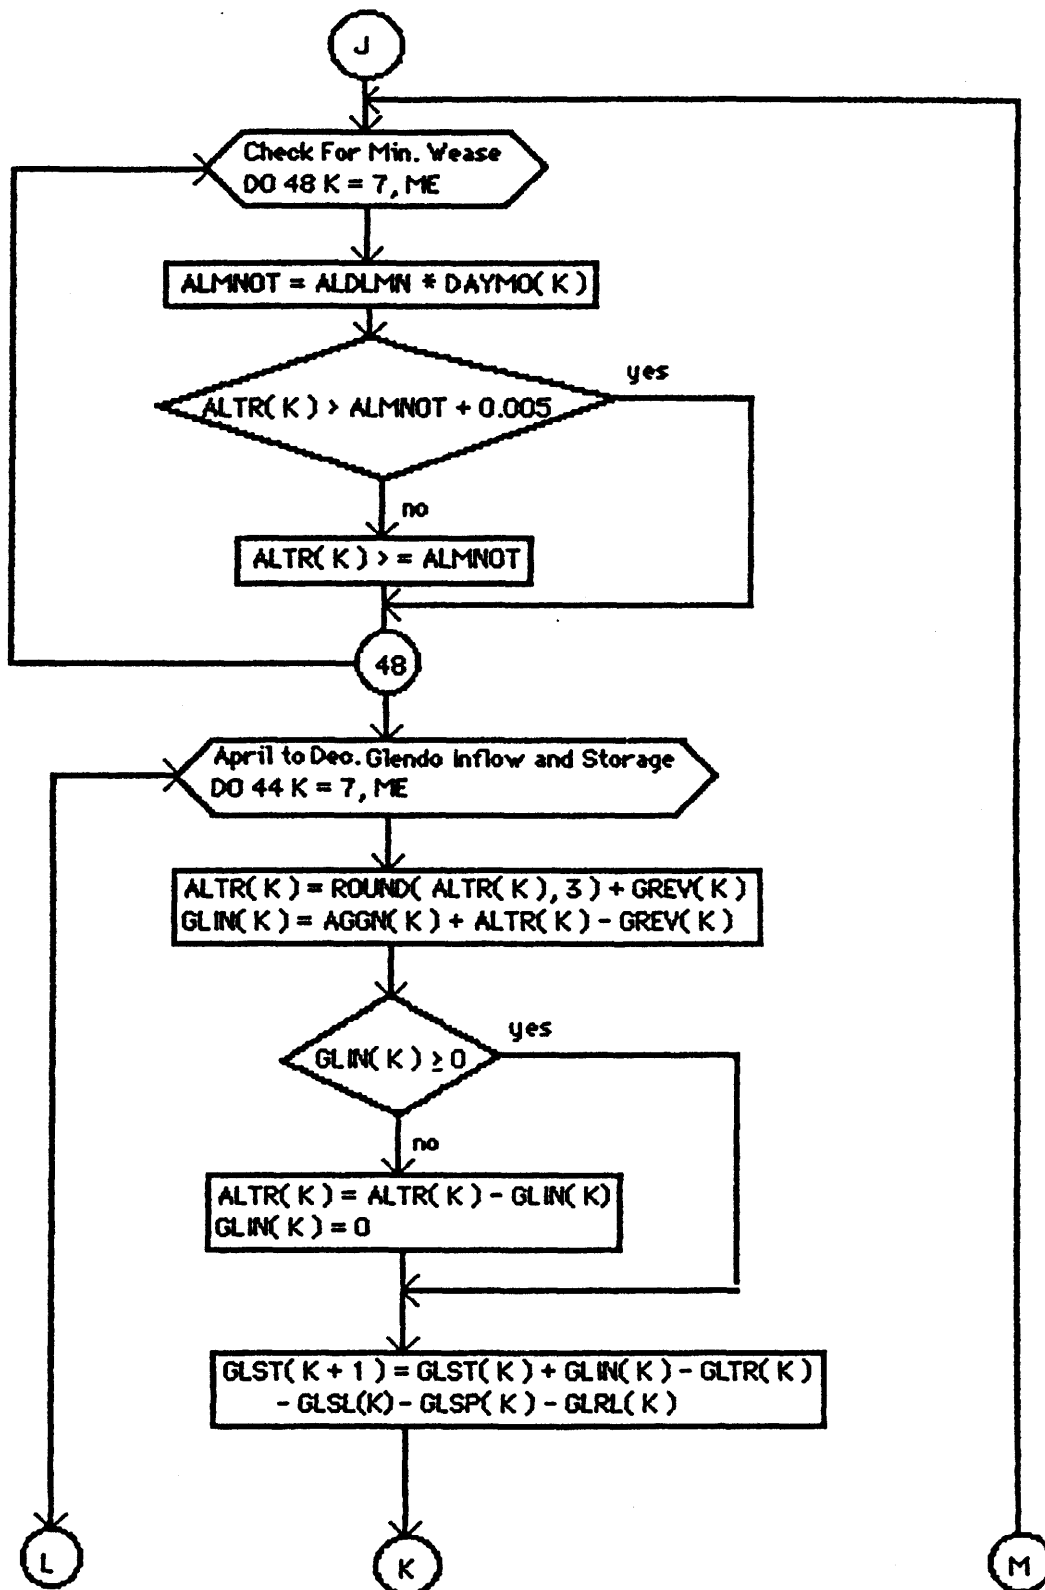 J
Check For Min. Wease
DO 48 K = 7, ME
ALMNOT = ALDLMN * DAYMO( K )
yes
ALTR( K ) > ALMNOT + 0.005
no
ALTR( K ) > = ALMNOT
48
April to Dec. Glendo Inflow and Storage
DO 44 K = 7, ME
ALTR( K ) = ROUND( ALTR( K ), 3 ) + GREV( K )
GLIN( K ) = AGGN( K ) + ALTR( K ) - GREV( K )
yes
GLIN( K ) ≥ 0
no
ALTR( K ) = ALTR( K ) - GLIN( K )
GLIN( K ) = 0
GLST( K + 1 ) = GLST( K ) + GLIN( K ) - GLTR( K )
- GLSL(K) - GLSP( K ) - GLRL( K )
L
K
M